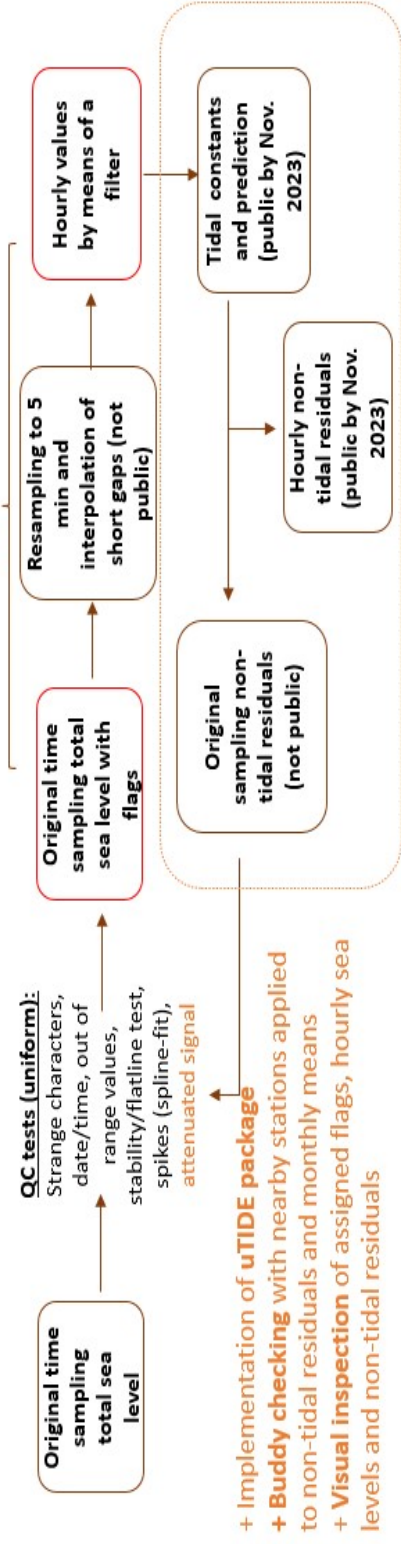 Original time
sampling
total sea
level
QC tests (uniform):
Strange characters,
date/time, out of
range values,
stability/flatline test,
spikes (spline-fit),
attenuated signal
Original time
sampling total
sea level with
flags
Resampling to 5
min and
interpolation of
short gaps (not
public)
Hourly values
by means of a
filter
Tidal constants
and prediction
(public by Nov.
2023)
Hourly non-
tidal residuals
(public by Nov.
2023)
Original
sampling non-
tidal residuals
(not public)
+ Implementation of uTIDE package
+ Buddy checking with nearby stations applied
to non-tidal residuals and monthly means
+ Visual inspection of assigned flags, hourly sea
levels and non-tidal residuals